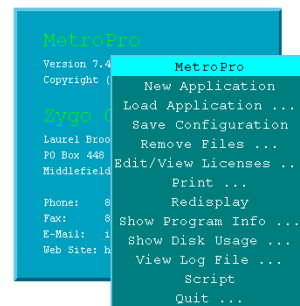 MetroPro
Version 7.4
Copyright (
Zygo
Laurel Broo
PO Box 448
Middlefield
Phone: 8
Fax: 8
E-Mail: i
Web Site: h
MetroPro
New Application
Load Application ...
Save Configuration
Remove Files ...
Edit/View Licenses ..
Print ...
Redisplay
Show Program Info ...
Show Disk Usage ...
View Log File ...
Script
Quit ...